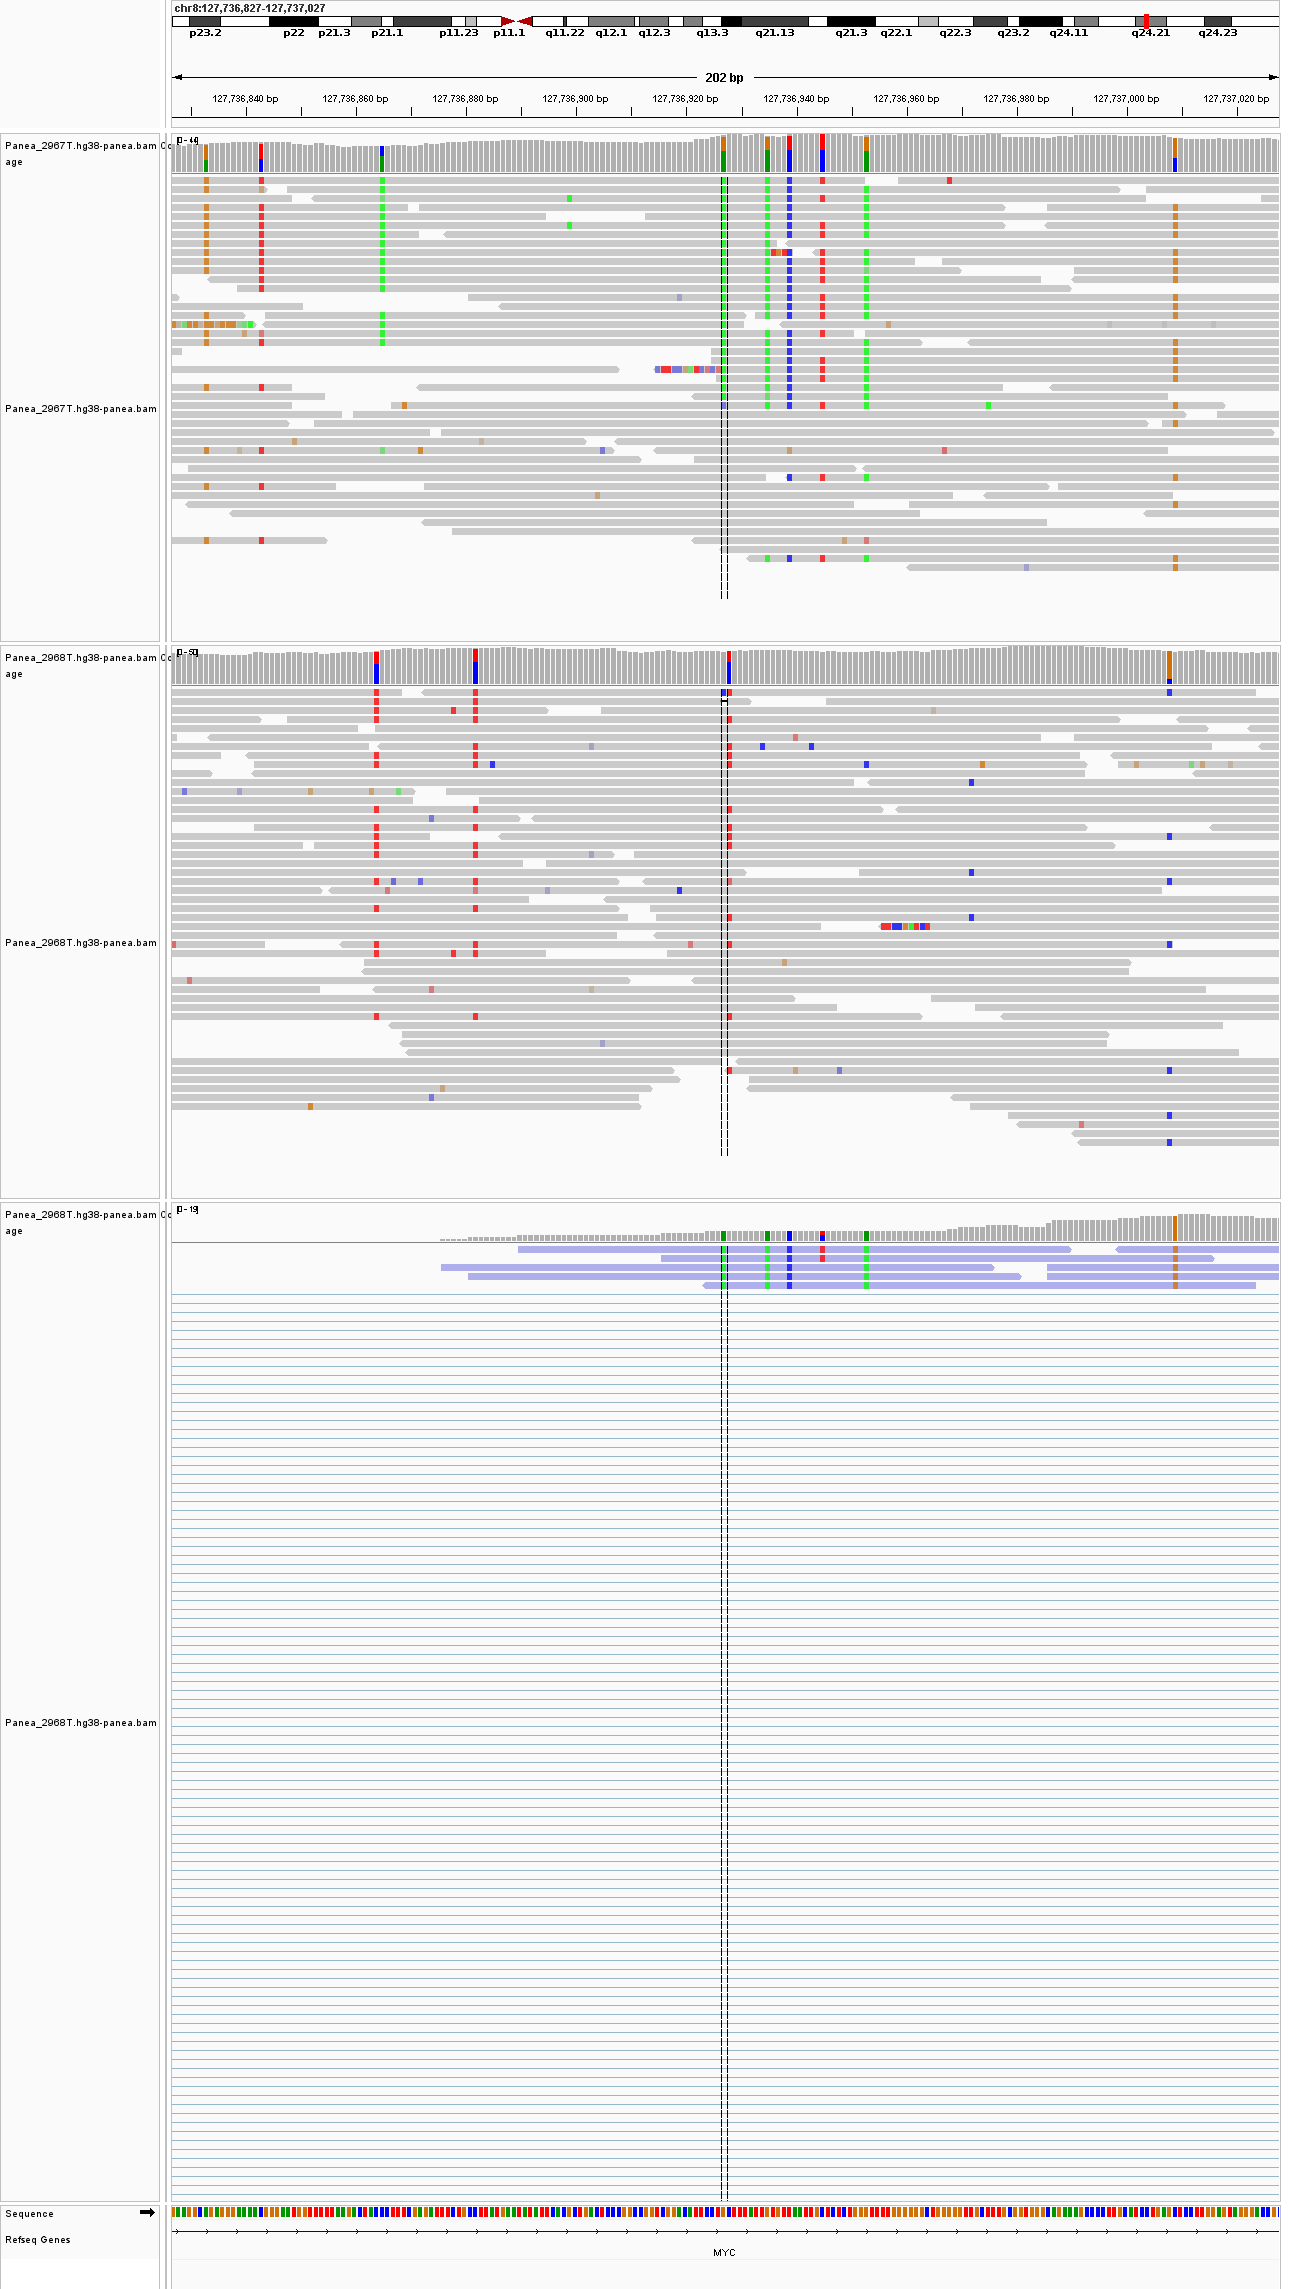 chr8:127,736,827-127,737,027
p23.2 p22 p21.3 p21.1 p11.23 p11.1 q11.22 q12.1 q12.3 q13.3 q21.13 q21.3 q22.1 q22.3 q23.2 q24.11 q24.21 q24.23
202 bp
127,736,840 bp 127,736,860 bp 127,736,880 bp 127,736,900 bp 127,736,920 bp 127,736,940 bp 127,736,960 bp 127,736,980 bp 127,737,000 bp 127,737,020 bp
Panea_2967T.hg38-panea.bam Co
age
Panea_2967T.hg38-panea.bam
Panea_2968T.hg38-panea.bam Co
age
[0-50]
Panea_2968T.hg38-panea.bam
Panea_2968T.hg38-panea.bam Co
age
[0-19]
Panea_2968T.hg38-panea.bam
Sequence
Refseq Genes
MYC